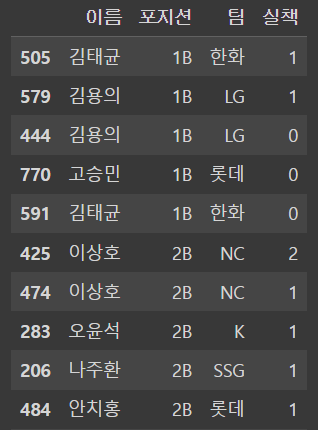 이름 포지션 팀 실책
505 김태균 1B 한화 1
579 김용의 1B LG 1
444 김용의 1B LG 0
770 고승민 1B 롯데 0
591 김태균 1B 한화 0
425 이상호 2B NC 2
474 이상호 2B NC 1
283 오윤석 2B K 1
206 나주환 2B SSG 1
484 안치홍 2B 롯데 1